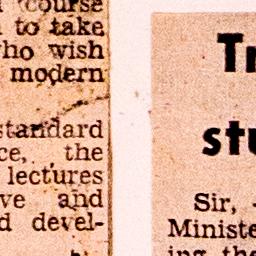 course
to take
who wish
modern
standard
ce, the
lectures
ve and
d devel-
Tr
stu
Sir,
Ministe
ing the